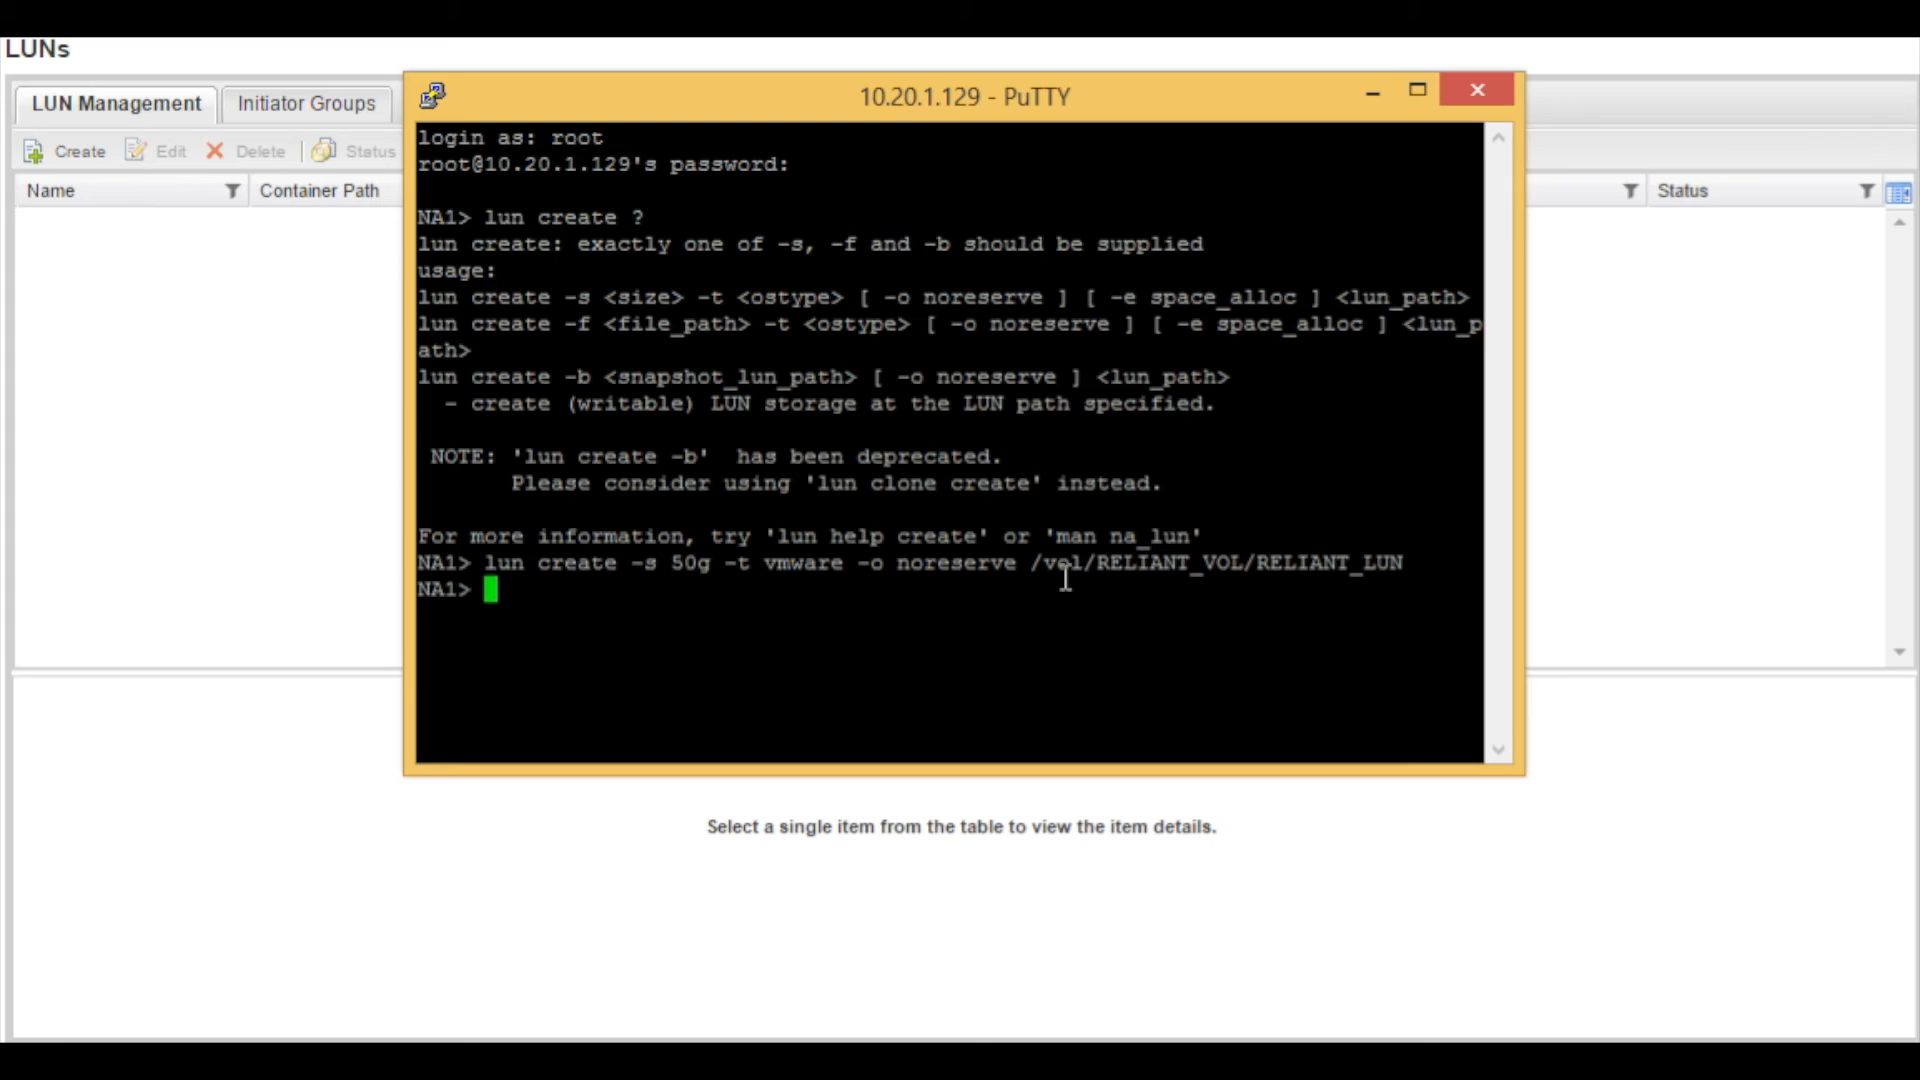 LUNs
LUN Management
Initiator Groups
Create
Edit
Delete
Status
Name
Container Path
Status
10.20.1.129 - PuTTY
login as: root
root@10.20.1.129's password:
NA1> lun create ?
lun create: exactly one of -s, -f and -b should be supplied
usage:
lun create -s <size> -t <ostype> [ -o noreserve ] [ -e space_alloc ] <lun_path>
lun create -f <file_path> -t <ostype> [ -o noreserve ] [ -e space_alloc ] <lun_p
ath>
lun create -b <snapshot_lun_path> [ -o noreserve ] <lun_path>
- create (writable) LUN storage at the LUN path specified.
NOTE: 'lun create -b'  has been deprecated.
Please consider using 'lun clone create' instead.
For more information, try 'lun help create' or 'man na_lun'
NA1> lun create -s 50g -t vmware -o noreserve /vol/RELIANT_VOL/RELIANT_LUN
NA1>
Select a single item from the table to view the item details.